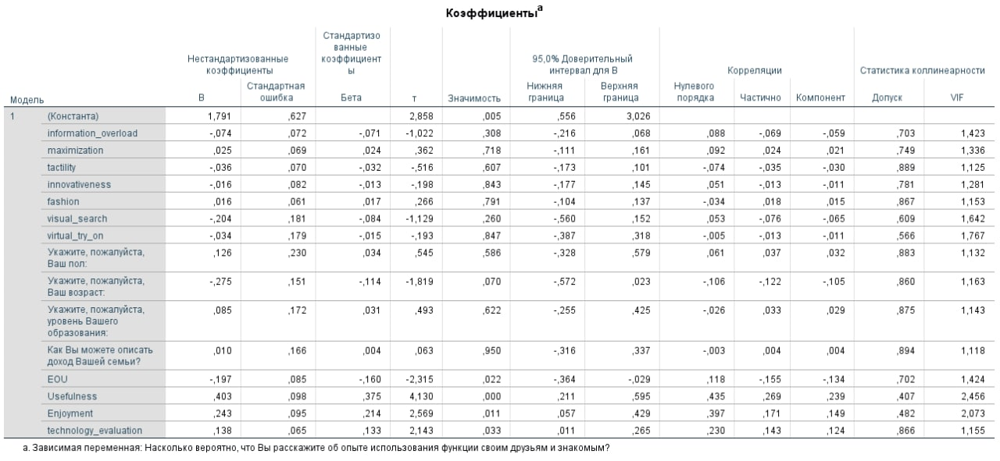 Коэффициентыa
Модель Нестандартизованные коэффициенты Стандартизованные коэффициенты т Значимость 95,0% Доверительный интервал для B Корреляции Статистика коллинеарности
B Стандартная ошибка Бета Нижняя граница Верхняя граница Нулевого порядка Частично Компонент Допуск VIF
1 (Константа) 1,791 ,627 2,858 ,005 ,556 3,026
information_overload -,074 ,072 -,071 -1,022 ,308 -,216 ,068 ,088 -,069 -,059 ,703 1,423
maximization ,025 ,069 ,024 ,362 ,718 -,111 ,161 ,092 ,024 ,021 ,749 1,336
tactility -,036 ,070 -,032 -,516 ,607 -,173 ,101 -,074 -,035 -,030 ,889 1,125
innovativeness -,016 ,082 -,013 -,198 ,843 -,177 ,145 ,051 -,013 -,011 ,781 1,281
fashion ,016 ,061 ,017 ,266 ,791 -,104 ,137 -,034 ,018 ,015 ,867 1,153
visual_search -,204 ,181 -,084 -1,129 ,260 -,560 ,152 ,053 -,076 -,065 ,609 1,642
virtual_try_on -,034 ,179 -,015 -,193 ,847 -,387 ,318 -,005 -,013 -,011 ,566 1,767
Укажите, пожалуйста, Ваш пол: ,126 ,230 ,034 ,545 ,586 -,328 ,579 ,061 ,037 ,032 ,883 1,132
Укажите, пожалуйста, Ваш возраст: -,275 ,151 -,114 -1,819 ,070 -,572 ,023 -,106 -,122 -,105 ,860 1,163
Укажите, пожалуйста, уровень Вашего образования: ,085 ,172 ,031 ,493 ,622 -,255 ,425 -,026 ,033 ,029 ,875 1,143
Как Вы можете описать доход Вашей семьи? ,010 ,166 ,004 ,063 ,950 -,316 ,337 -,003 ,004 ,004 ,894 1,118
EOU -,197 ,085 -,160 -2,315 ,022 -,364 -,029 ,118 -,155 -,134 ,702 1,424
Usefulness ,403 ,098 ,375 4,130 ,000 ,211 ,595 ,435 ,269 ,239 ,407 2,456
Enjoyment ,243 ,095 ,214 2,569 ,011 ,057 ,429 ,397 ,171 ,149 ,482 2,073
technology_evaluation ,138 ,065 ,133 2,143 ,033 ,011 ,265 ,230 ,143 ,124 ,866 1,155
a. Зависимая переменная: Насколько вероятно, что Вы расскажите об опыте использования функции своим друзьям и знакомым?